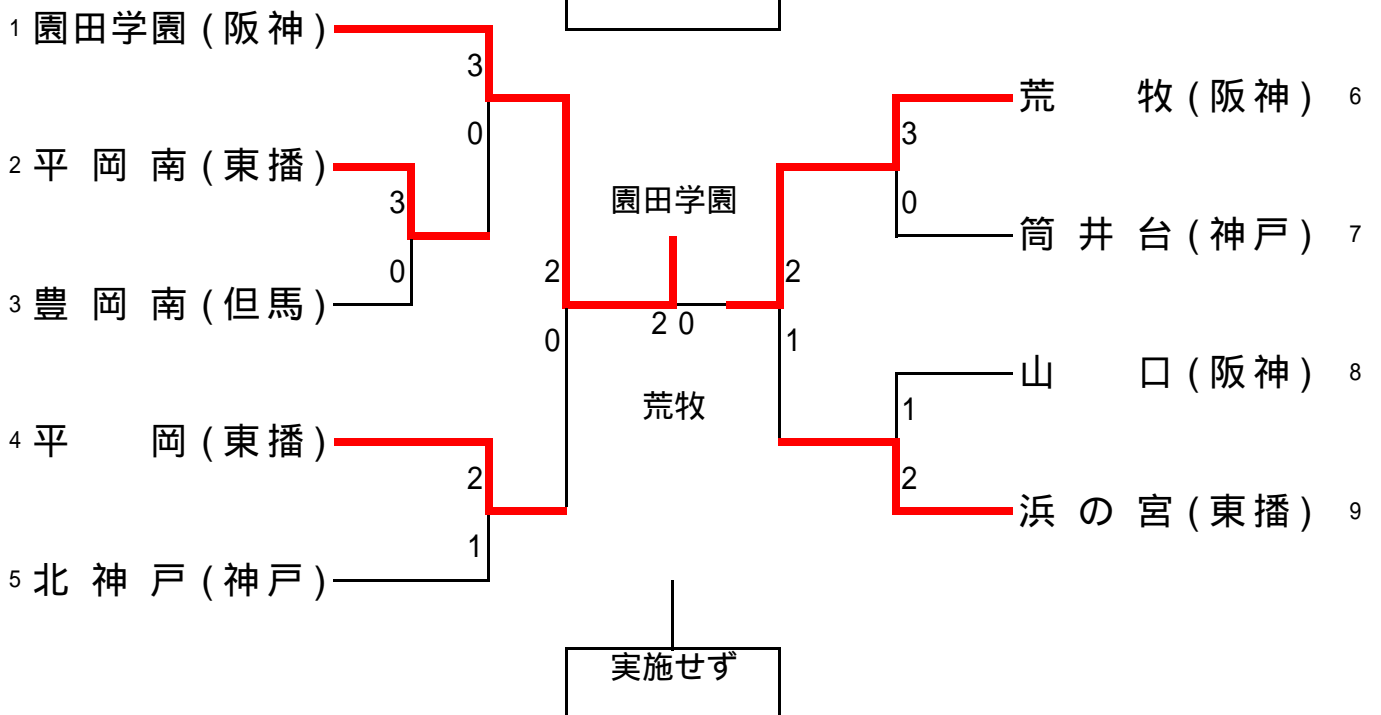 1 園田学園(阪神)
3
0
2 平岡南(東播)
3
0
3 豊岡南(但馬)
2
0
4 平岡(東播)
2
1
5 北神戸(神戸)
園田学園
2 0
荒牧
実施せず
荒牧(阪神) 6
3
0
筒井台(神戸) 7
2
1
山口(阪神) 8
1
2
浜の宮(東播) 9